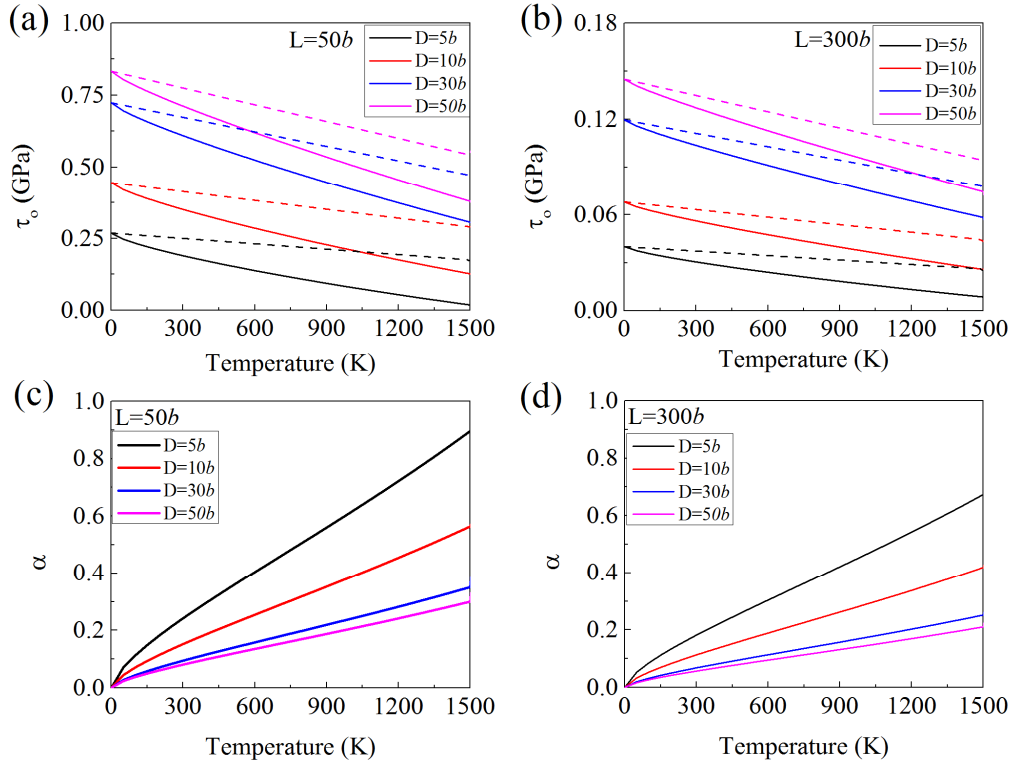 (a)
L=50b
D=5b
D=10b
D=30b
D=50b
τo (GPa)
1.00
0.75
0.50
0.25
0.00
0 300 600 900 1200 1500
Temperature (K)
(b)
L=300b
D=5b
D=10b
D=30b
D=50b
τo (GPa)
0.18
0.12
0.06
0.00
0 300 600 900 1200 1500
Temperature (K)
(c)
L=50b
D=5b
D=10b
D=30b
D=50b
α
1.0
0.8
0.6
0.4
0.2
0.0
0 300 600 900 1200 1500
Temperature (K)
(d)
L=300b
D=5b
D=10b
D=30b
D=50b
α
1.0
0.8
0.6
0.4
0.2
0.0
0 300 600 900 1200 1500
Temperature (K)